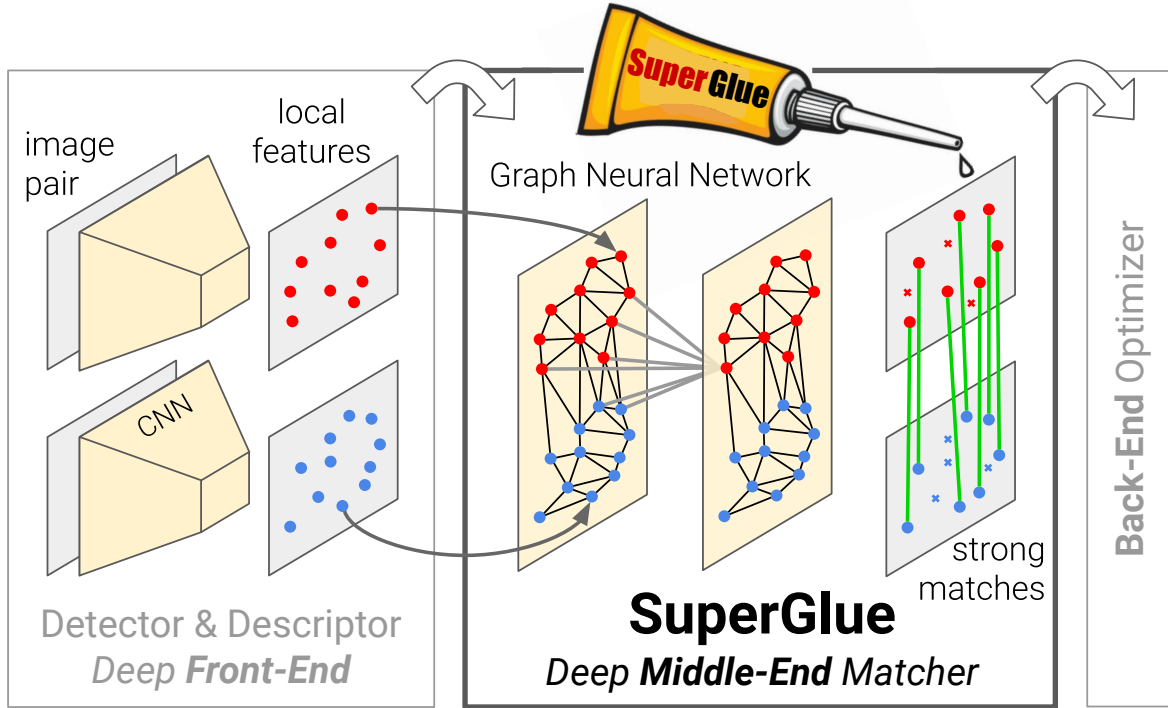 SuperGlue
image
pair
local
features
CNN
Detector & Descriptor
Deep Front-End
Graph Neural Network
strong
matches
SuperGlue
Deep Middle-End Matcher
Back-End Optimizer